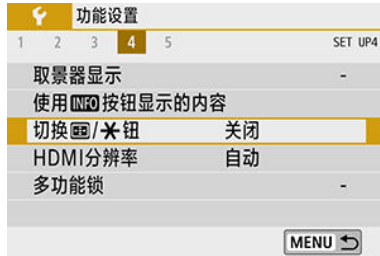 功能设置
1 2 3 4 5 SET UP4
取景器显示 -
使用INFO按钮显示的内容
切换/钮 关闭
HDMI分辨率 自动
多功能锁 -
MENU